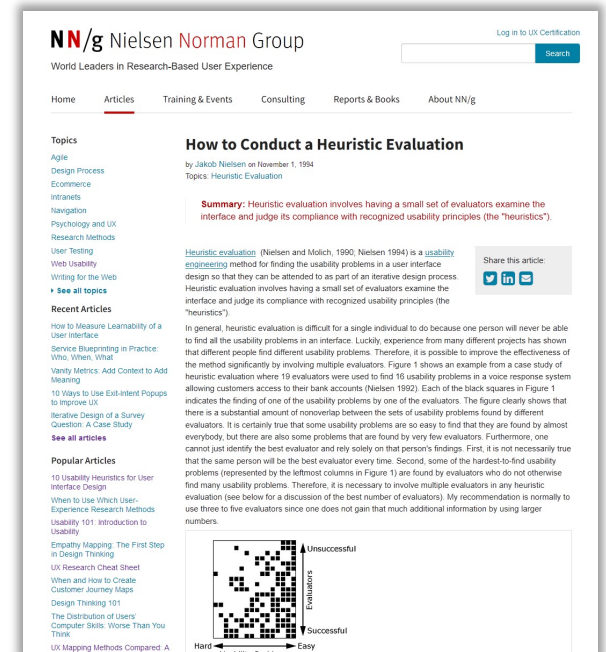 NN/g Nielsen Norman Group
World Leaders in Research-Based User Experience
Log in to UX Certification
Search
Home Articles Training & Events Consulting Reports & Books About NN/g
Topics
Agile
Design Process
Ecommerce
Intranets
Navigation
Psychology and UX
Research Methods
User Testing
Web Usability
Writing for the Web
See all topics
Recent Articles
How to Measure Learnability of a
User Interface
Service Blueprinting in Practice:
Who, When, What
Vanity Metrics: Add Context to Add
Meaning
10 Ways to Use Exit-Intent Popups
to Improve UX
Iterative Design of a Survey
Question: A Case Study
See all articles
Popular Articles
10 Usability Heuristics for User
Interface Design
When to Use Which User-
Experience Research Methods
Usability 101: Introduction to
Usability
Empathy Mapping: The First Step
in Design Thinking
UX Research Cheat Sheet
When and How to Create
Customer Journey Maps
Design Thinking 101
The Distribution of Users'
Computer Skills: Worse Than You
Think
UX Mapping Methods Compared: A
How to Conduct a Heuristic Evaluation
by Jakob Nielsen on November 1, 1994
Topics: Heuristic Evaluation
Summary: Heuristic evaluation involves having a small set of evaluators examine the
interface and judge its compliance with recognized usability principles (the "heuristics").
Heuristic evaluation (Nielsen and Molich, 1990; Nielsen 1994) is a usability
engineering method for finding the usability problems in a user interface
design so that they can be attended to as part of an iterative design process.
Heuristic evaluation involves having a small set of evaluators examine the
interface and judge its compliance with recognized usability principles (the
"heuristics").
Share this article:
In general, heuristic evaluation is difficult for a single individual to do because one person will never be able
to find all the usability problems in an interface. Luckily, experience from many different projects has shown
that different people find different usability problems. Therefore, it is possible to improve the effectiveness of
the method significantly by involving multiple evaluators. Figure 1 shows an example from a case study of
heuristic evaluation where 19 evaluators were used to find 16 usability problems in a voice response system
allowing customers access to their bank accounts (Nielsen 1992). Each of the black squares in Figure 1
indicates the finding of one of the usability problems by one of the evaluators. The figure clearly shows that
there is a substantial amount of nonoverlap between the sets of usability problems found by different
evaluators. It is certainly true that some usability problems are so easy to find that they are found by almost
everybody, but there are also some problems that are found by very few evaluators. Furthermore, one
cannot just identify the best evaluator and rely solely on that person's findings. First, it is not necessarily true
that the same person will be the best evaluator every time. Second, some of the hardest-to-find usability
problems (represented by the leftmost columns in Figure 1) are found by evaluators who do not otherwise
find many usability problems. Therefore, it is necessary to involve multiple evaluators in any heuristic
evaluation (see below for a discussion of the best number of evaluators). My recommendation is normally to
use three to five evaluators since one does not gain that much additional information by using larger
numbers.
Unsuccessful
Evaluators
Successful
Hard Easy